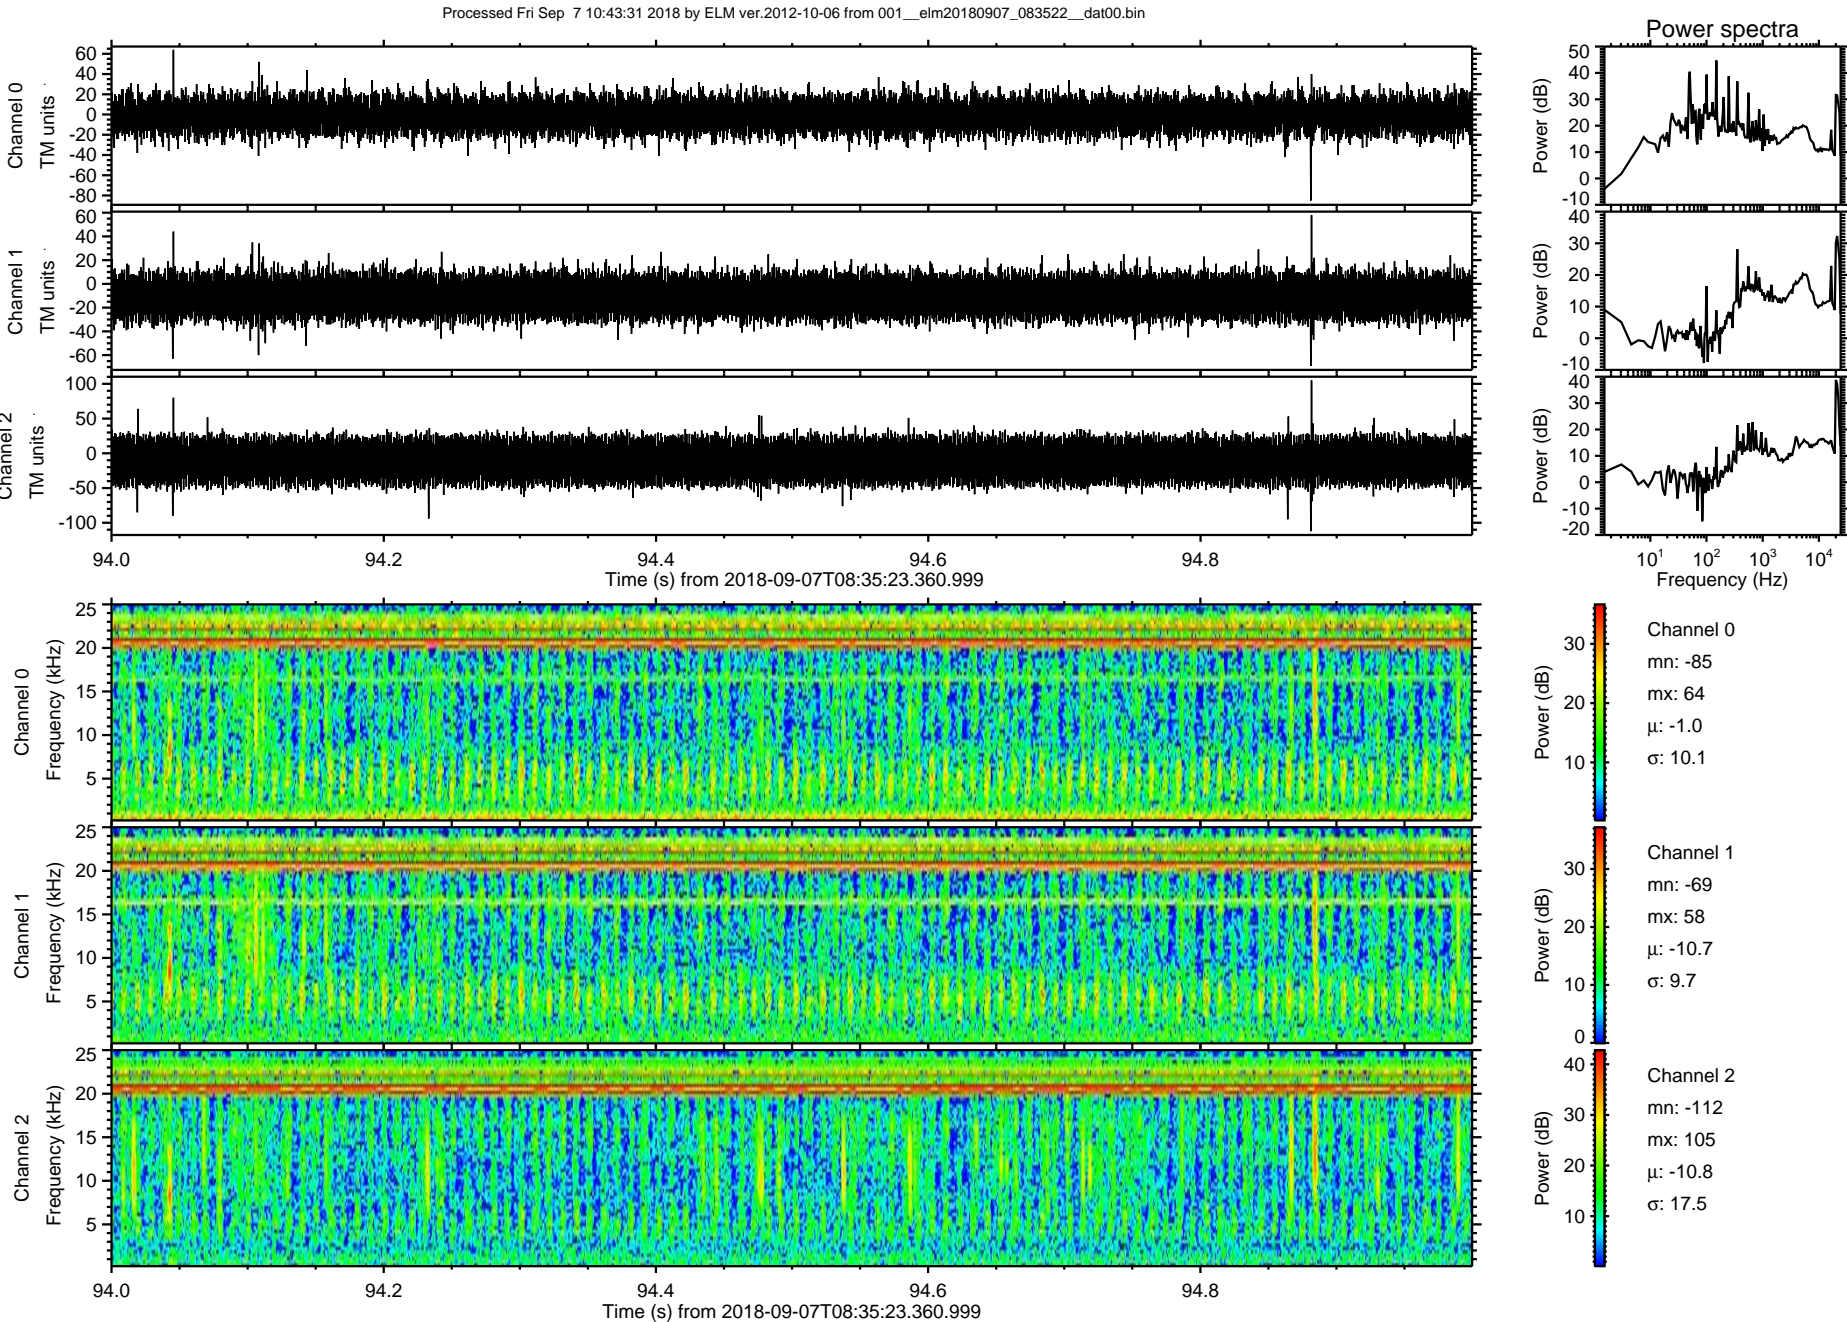 Processed Fri Sep 7 10:43:31 2018 by ELM ver.2012-10-06 from 001__elm20180907_083522__dat00.bin
Power spectra
Channel 0
TM units
60
40
20
0
-20
-40
-60
-80
Power (dB)
50
40
30
20
10
0
-10
Channel 1
TM units
60
40
20
0
-20
-40
-60
Power (dB)
40
30
20
10
0
-10
Channel 2
TM units
100
50
0
-50
-100
Power (dB)
40
30
20
10
0
-10
-20
94.0 94.2 94.4 94.6 94.8
Time (s) from 2018-09-07T08:35:23.360.999
10^1 10^2 10^3 10^4
Frequency (Hz)
Channel 0
Frequency (kHz)
25
20
15
10
5
Power (dB)
30
20
10
Channel 0
mn: -85
mx: 64
μ: -1.0
σ: 10.1
Channel 1
Frequency (kHz)
25
20
15
10
5
Power (dB)
30
20
10
0
Channel 1
mn: -69
mx: 58
μ: -10.7
σ: 9.7
Channel 2
Frequency (kHz)
25
20
15
10
5
Power (dB)
40
30
20
10
Channel 2
mn: -112
mx: 105
μ: -10.8
σ: 17.5
94.0 94.2 94.4 94.6 94.8
Time (s) from 2018-09-07T08:35:23.360.999